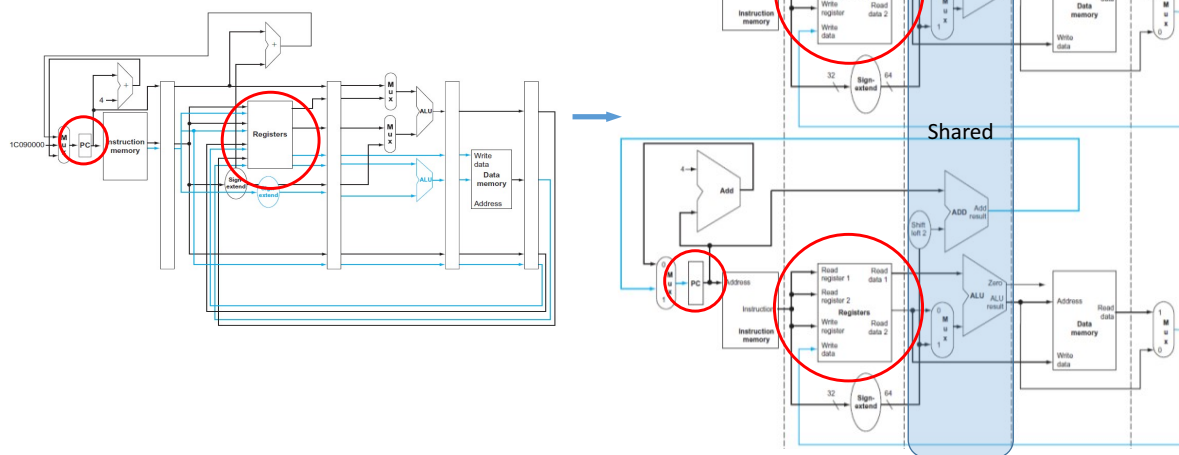 +
4
+
1C090000
M
u
x
PC
Instruction
memory
Registers
Sign-
extend
extend
M
u
x
M
u
x
ALU
ALU
Write
data
Data
memory
Address
Instruction
memory
Write
register
Write
data
Read
data 2
M
u
x
1
Data
memory
Write
data
M
u
x
0
32
Sign-
extend
64
Shared
4
Add
ADD
Add
result
Shift
left 2
0
M
u
x
1
PC
Address
Instruction
Instruction
memory
Read
register 1
Read
register 2
Write
register
Write
data
Registers
Read
data 1
Read
data 2
0
M
u
x
1
Zero
ALU
ALU
result
Address
Read
data
Data
memory
Write
data
1
M
u
x
0
32
Sign-
extend
64